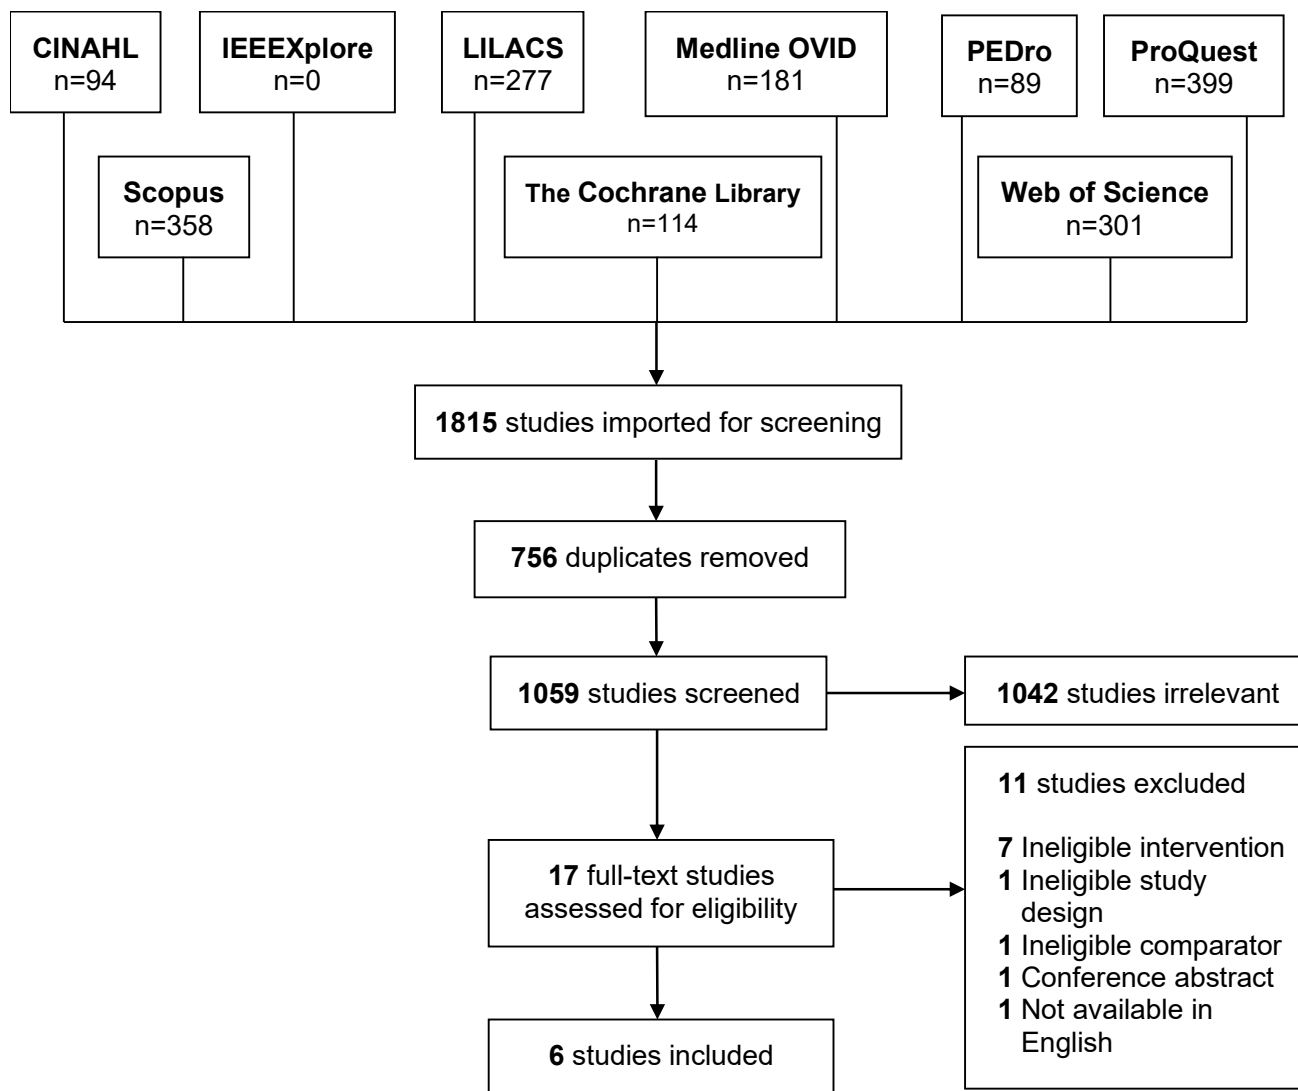 CINAHL
n=94
IEEEXplore
n=0
LILACS
n=277
Medline OVID
n=181
PEDro
n=89
ProQuest
n=399
Scopus
n=358
The Cochrane Library
n=114
Web of Science
n=301
1815 studies imported for screening
756 duplicates removed
1059 studies screened
1042 studies irrelevant
17 full-text studies
assessed for eligibility
11 studies excluded
7 Ineligible intervention
1 Ineligible study
design
1 Ineligible comparator
1 Conference abstract
1 Not available in
English
6 studies included